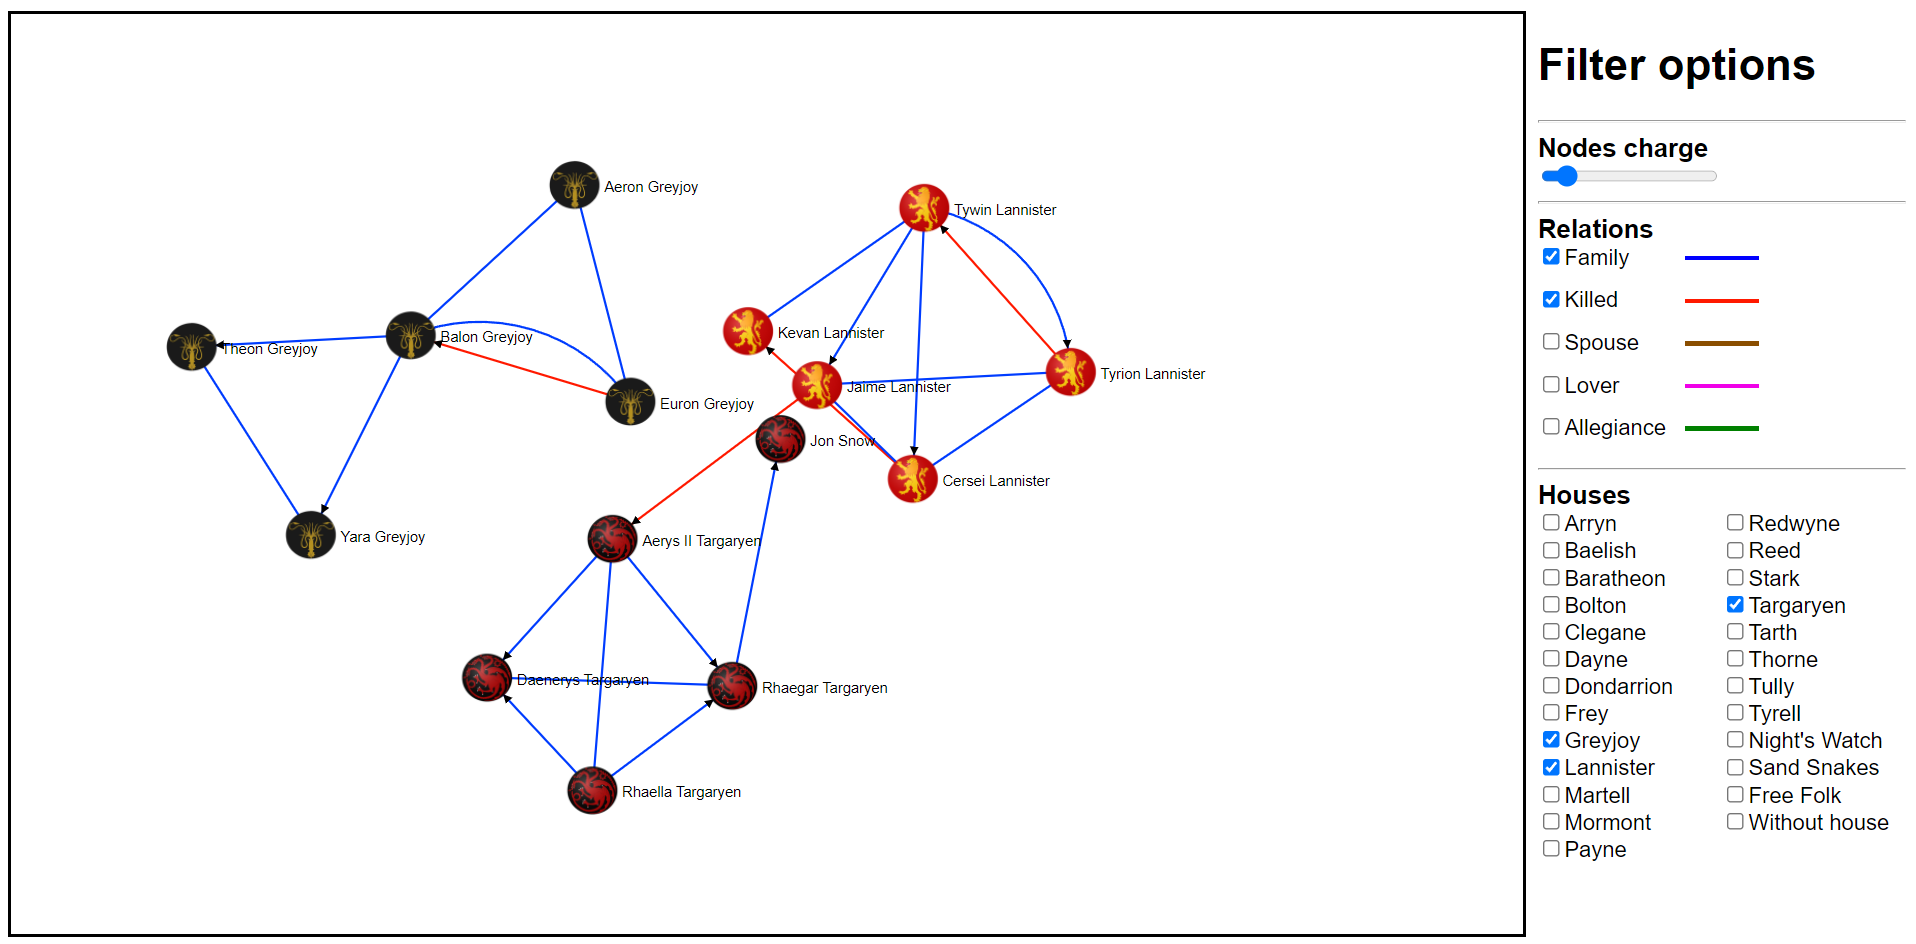 Filter options
Nodes charge
Relations
Family
Killed
Spouse
Lover
Allegiance
Houses
Arryn
Baelish
Baratheon
Bolton
Clegane
Dayne
Dondarrion
Frey
Greyjoy
Lannister
Martell
Mormont
Payne
Redwyne
Reed
Stark
Targaryen
Tarth
Thorne
Tully
Tyrell
Night's Watch
Sand Snakes
Free Folk
Without house
Aeron Greyjoy
Tywin Lannister
Kevan Lannister
Balon Greyjoy
Theon Greyjoy
Tyrion Lannister
Jaime Lannister
Euron Greyjoy
Jon Snow
Cersei Lannister
Yara Greyjoy
Aerys II Targaryen
Daenerys Targaryen
Rhaegar Targaryen
Rhaella Targaryen